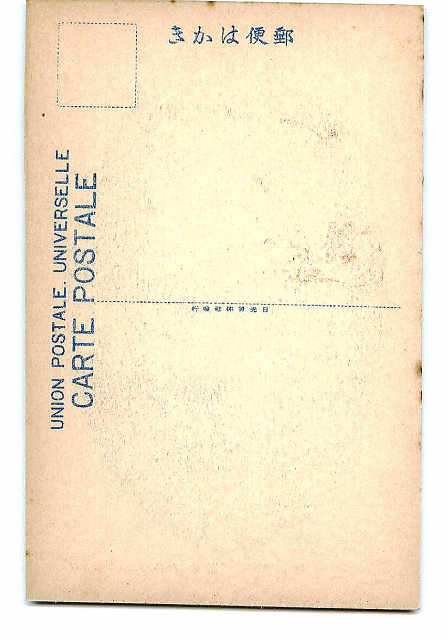 郵便はかき
UNION POSTALE. UNIVERSELLE
CARTE POSTALE